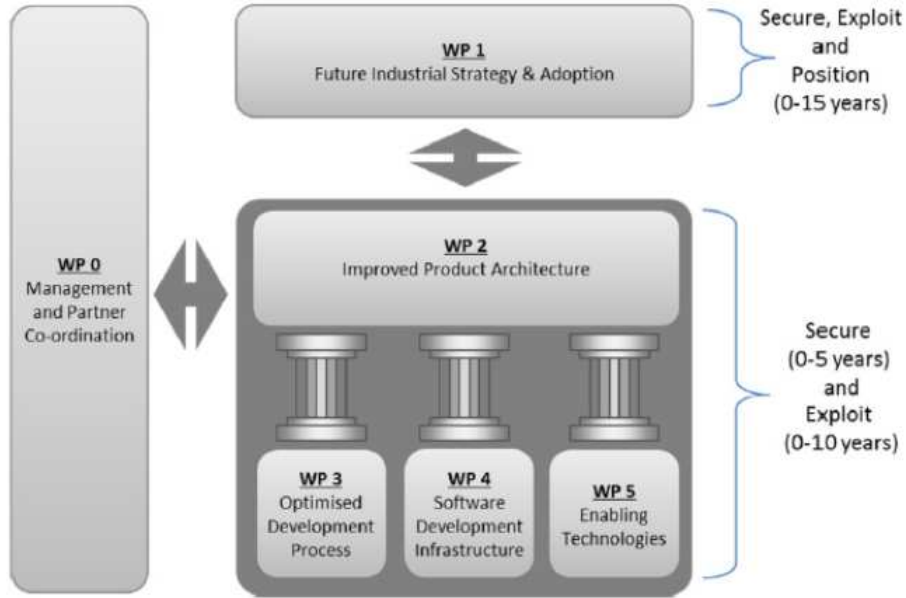 WP 1
Future Industrial Strategy & Adoption
Secure, Exploit
and
Position
(0-15 years)
WP 0
Management
and Partner
Co-ordination
WP 2
Improved Product Architecture
Secure
(0-5 years)
and
Exploit
(0-10 years)
WP 3
Optimised
Development
Process
WP 4
Software
Development
Infrastructure
WP 5
Enabling
Technologies